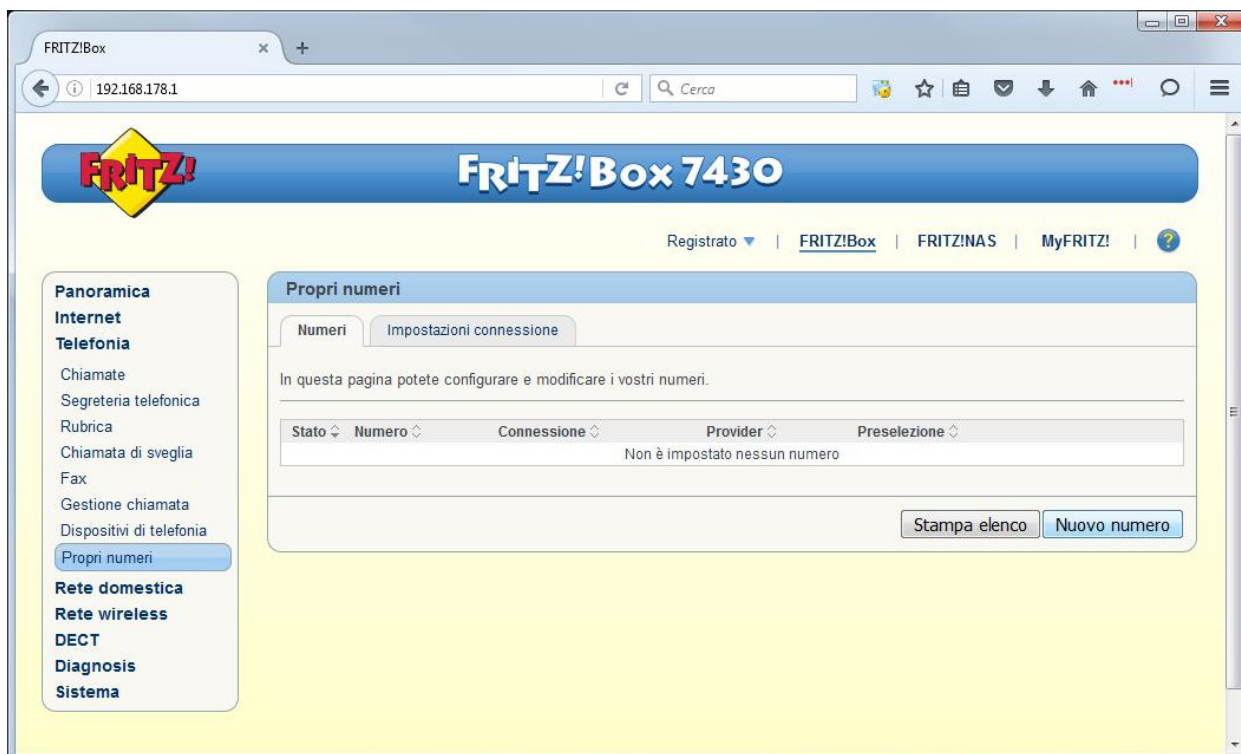 FRITZ!Box
192.168.178.1
Cerca
FRITZ!
FRITZ!Box 7430
Registrato | FRITZ!Box | FRITZ!NAS | MyFRITZ! | ?
Panoramica
Internet
Telefonia
Chiamate
Segreteria telefonica
Rubrica
Chiamata di sveglia
Fax
Gestione chiamata
Dispositivi di telefonia
Propri numeri
Rete domestica
Rete wireless
DECT
Diagnosis
Sistema
Propri numeri
Numeri Impostazioni connessione
In questa pagina potete configurare e modificare i vostri numeri.
Stato Numero Connessione Provider Preselezione
Non è impostato nessun numero
Stampa elenco Nuovo numero